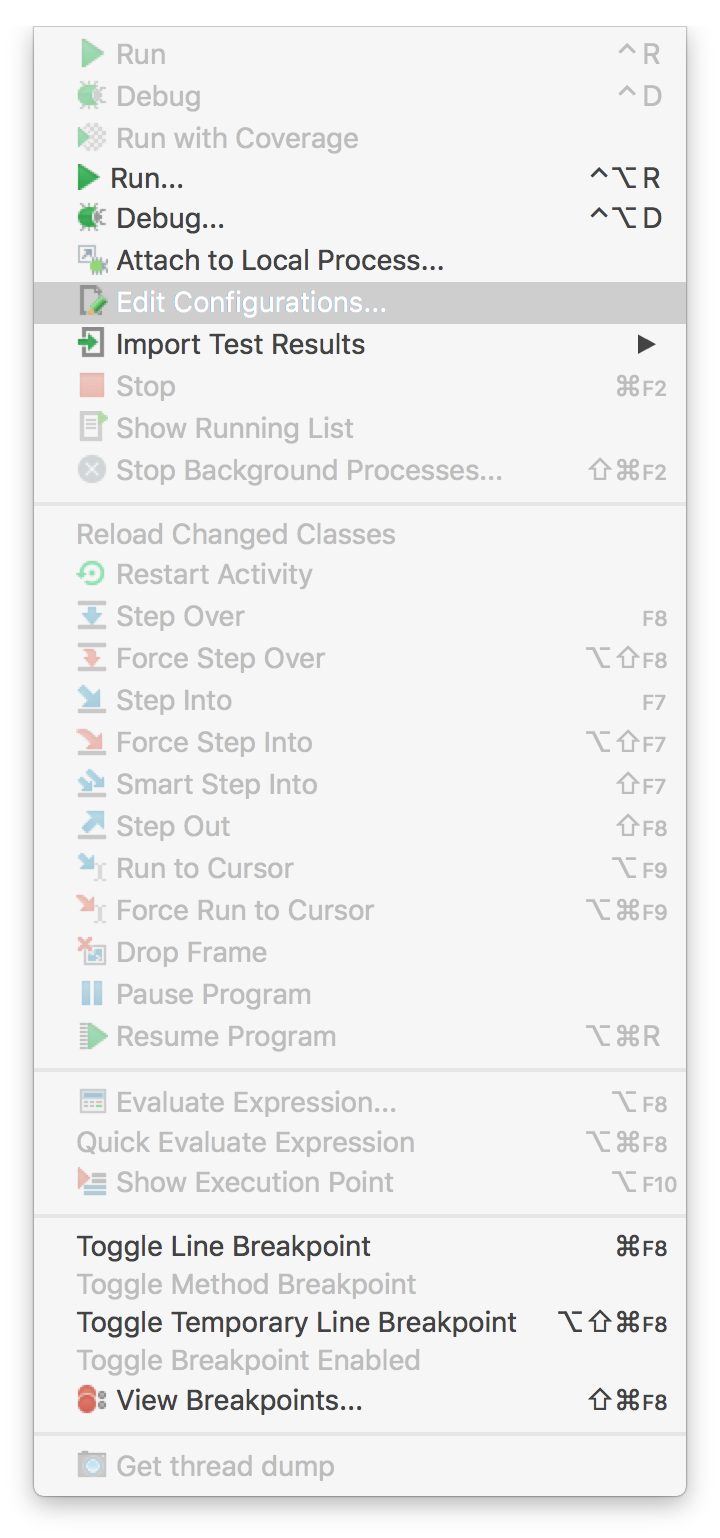 Run ^ R
Debug ^ D
Run with Coverage
Run... ^⌥ R
Debug... ^⌥ D
Attach to Local Process...
Edit Configurations...
Import Test Results ▶
Stop ⌘F2
Show Running List
Stop Background Processes... ⇧⌘F2
Reload Changed Classes
Restart Activity
Step Over F8
Force Step Over ⌥⇧F8
Step Into F7
Force Step Into ⌥⇧F7
Smart Step Into ⇧F7
Step Out ⇧F8
Run to Cursor ⌥F9
Force Run to Cursor ⌥⌘F9
Drop Frame
Pause Program
Resume Program ⌥⌘R
Evaluate Expression... ⌥F8
Quick Evaluate Expression ⌥⌘F8
Show Execution Point ⌥F10
Toggle Line Breakpoint ⌘F8
Toggle Method Breakpoint
Toggle Temporary Line Breakpoint ⌥⇧⌘F8
Toggle Breakpoint Enabled
View Breakpoints... ⇧⌘F8
Get thread dump